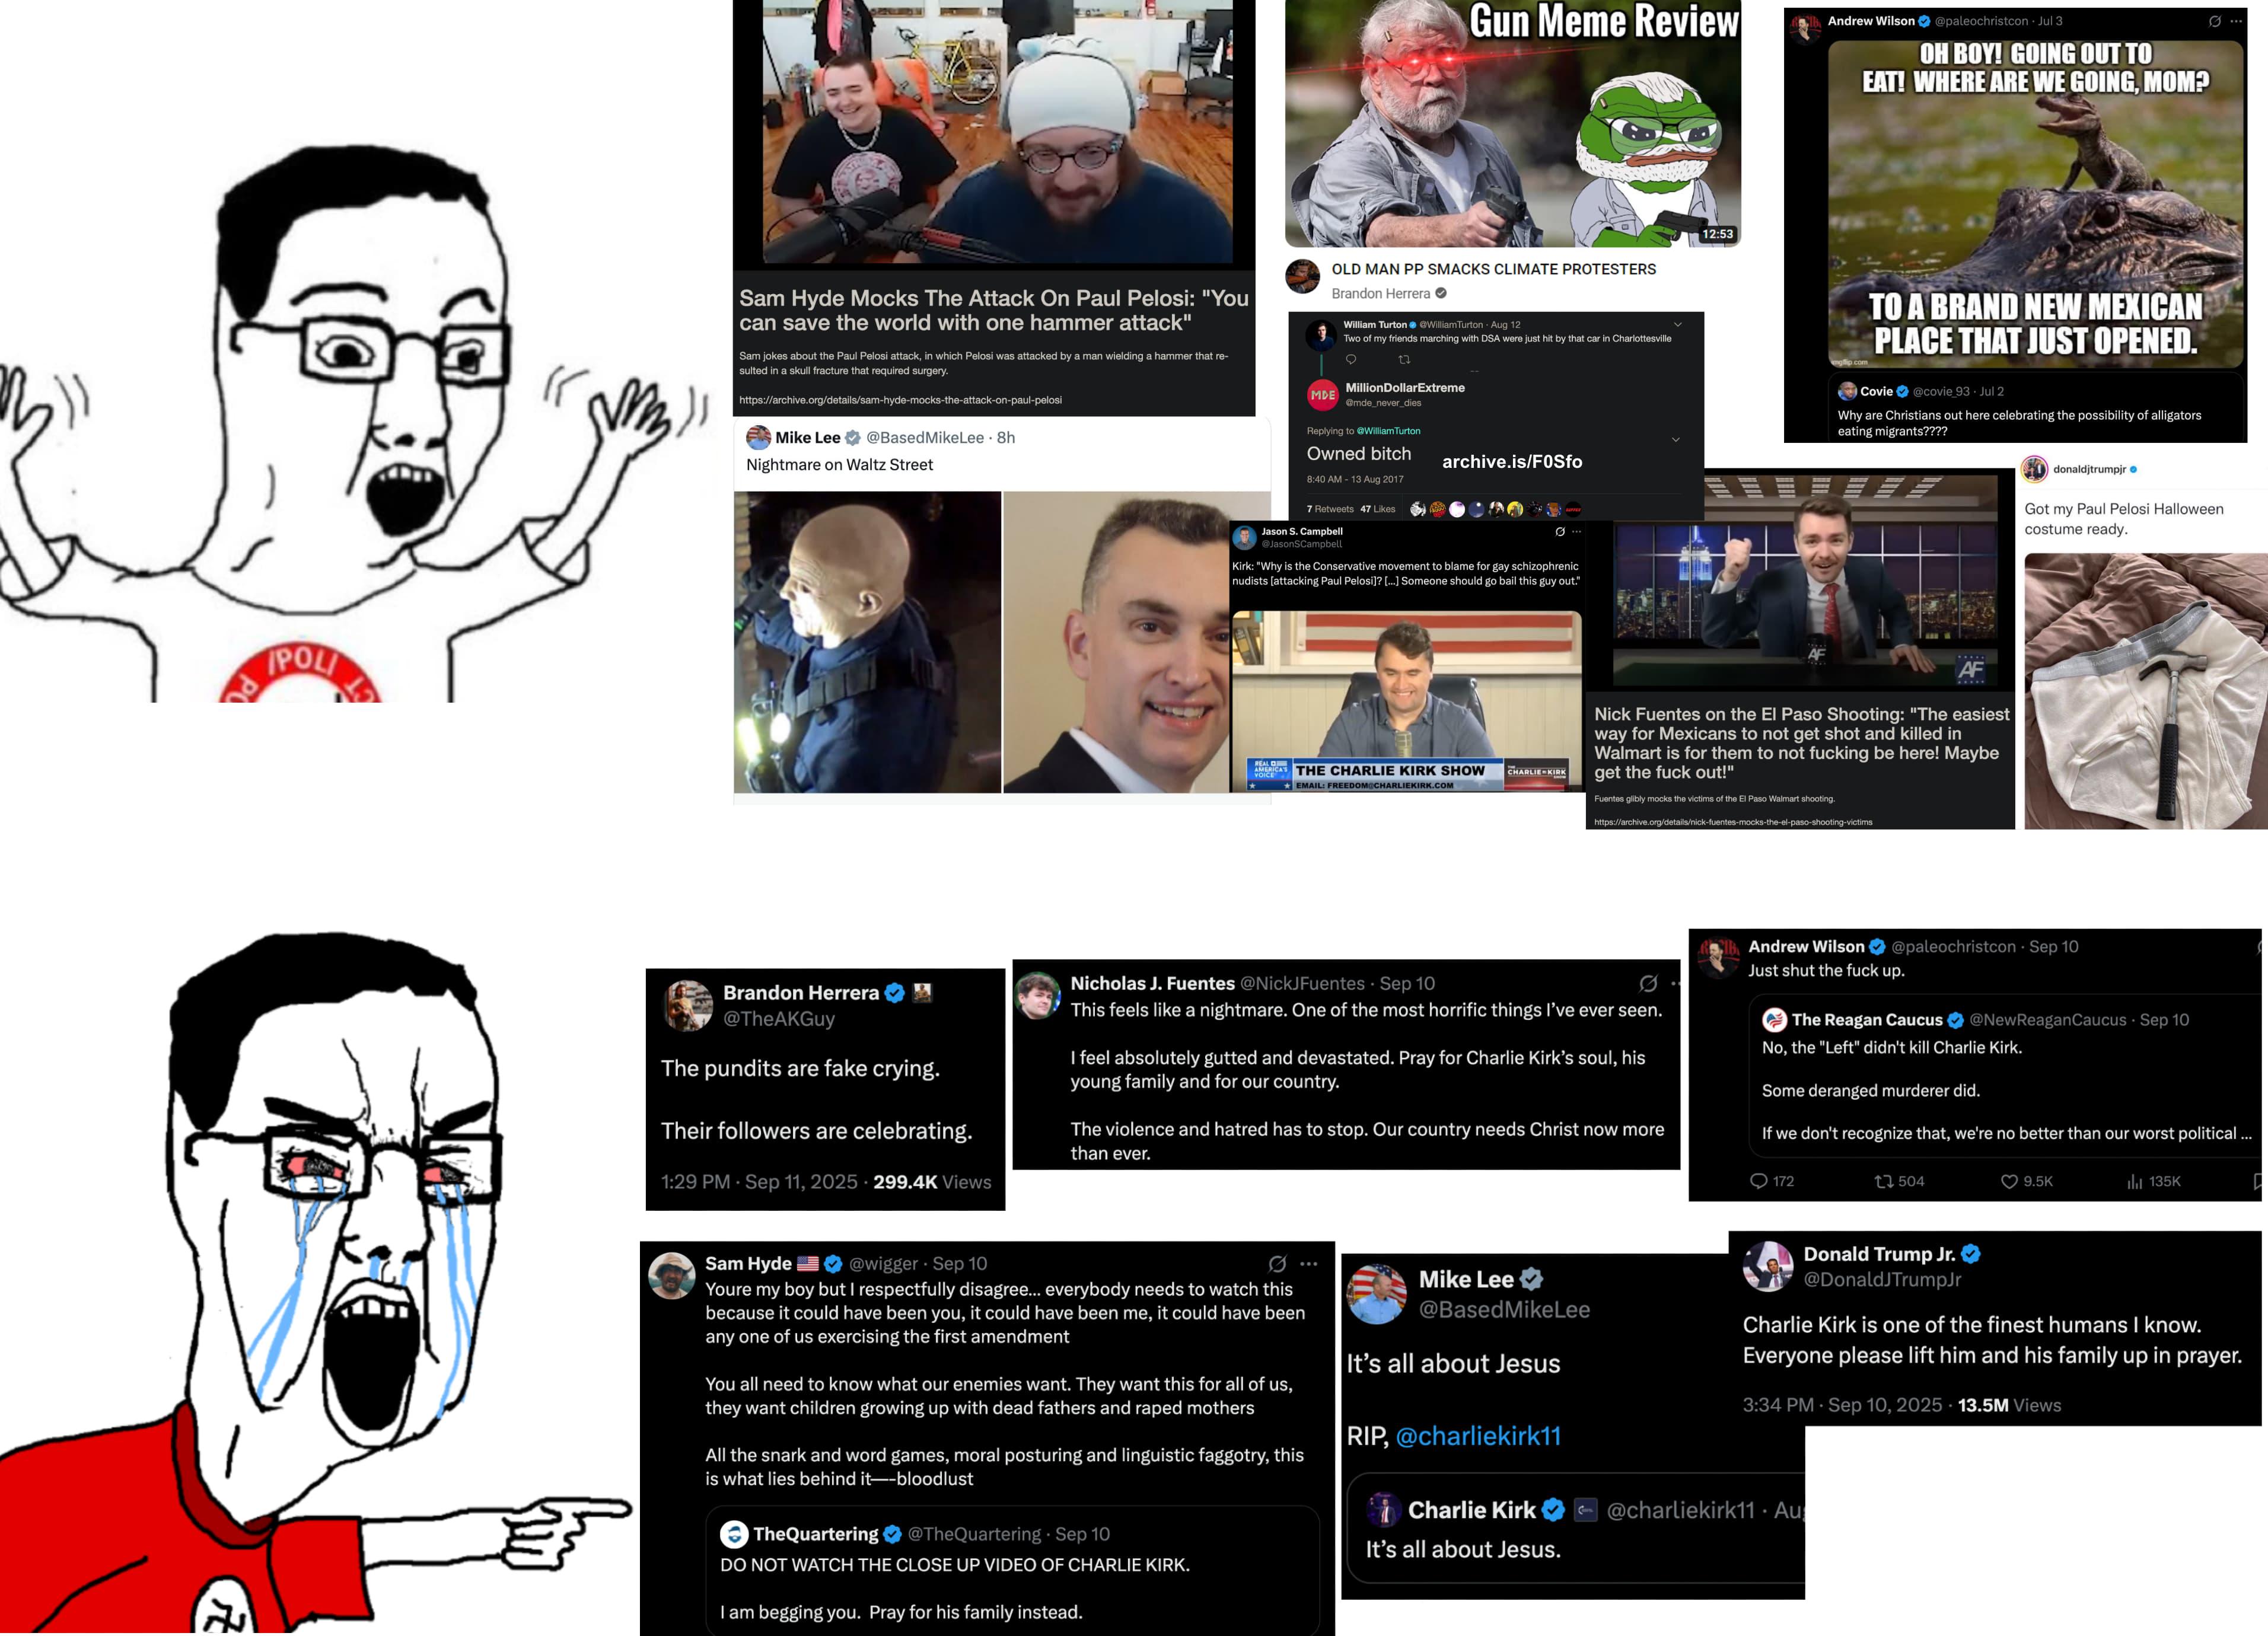 /POLI
CT
PO
Sam Hyde Mocks The Attack On Paul Pelosi: "You
can save the world with one hammer attack"
Sam jokes about the Paul Pelosi attack, in which Pelosi was attacked by a man wielding a hammer that re-
sulted in a skull fracture that required surgery.
https://archive.org/details/sam-hyde-mocks-the-attack-on-paul-pelosi
Mike Lee @BasedMikeLee · 8h
Nightmare on Waltz Street
Gun Meme Review
12:53
OLD MAN PP SMACKS CLIMATE PROTESTERS
Brandon Herrera
William Turton @WilliamTurton · Aug 12
Two of my friends marching with DSA were just hit by that car in Charlottesville
MDE
MillionDollarExtreme
@mde_never_dies
Replying to @WilliamTurton
Owned bitch
archive.is/F0Sfo
8:40 AM - 13 Aug 2017
7 Retweets 47 Likes
Jason S. Campbell
@JasonSCampbell
Kirk: "Why is the Conservative movement to blame for gay schizophrenic
nudists [attacking Paul Pelosi]? [...] Someone should go bail this guy out."
REAL AMERICA'S VOICE
THE CHARLIE KIRK SHOW
EMAIL: FREEDOM@CHARLIEKIRK.COM
THE CHARLIE KIRK SHOW
Andrew Wilson @paleochristcon · Jul 3
OH BOY! GOING OUT TO
EAT! WHERE ARE WE GOING, MOM?
TO A BRAND NEW MEXICAN
PLACE THAT JUST OPENED.
imgflip.com
Covie @covie_93 · Jul 2
Why are Christians out here celebrating the possibility of alligators
eating migrants????
AF
AF
Nick Fuentes on the El Paso Shooting: "The easiest
way for Mexicans to not get shot and killed in
Walmart is for them to not fucking be here! Maybe
get the fuck out!"
Fuentes glibly mocks the victims of the El Paso Walmart shooting.
https://archive.org/details/nick-fuentes-mocks-the-el-paso-shooting-victims
donaldjtrumpjr
Got my Paul Pelosi Halloween
costume ready.
Brandon Herrera
@TheAKGuy
The pundits are fake crying.
Their followers are celebrating.
1:29 PM · Sep 11, 2025 · 299.4K Views
Nicholas J. Fuentes @NickJFuentes · Sep 10
This feels like a nightmare. One of the most horrific things I've ever seen.
I feel absolutely gutted and devastated. Pray for Charlie Kirk's soul, his
young family and for our country.
The violence and hatred has to stop. Our country needs Christ now more
than ever.
Andrew Wilson @paleochristcon · Sep 10
Just shut the fuck up.
The Reagan Caucus @NewReaganCaucus · Sep 10
No, the "Left" didn't kill Charlie Kirk.
Some deranged murderer did.
If we don't recognize that, we're no better than our worst political ...
172 504 9.5K 135K
Sam Hyde @wigger · Sep 10
Youre my boy but I respectfully disagree... everybody needs to watch this
because it could have been you, it could have been me, it could have been
any one of us exercising the first amendment
You all need to know what our enemies want. They want this for all of us,
they want children growing up with dead fathers and raped mothers
All the snark and word games, moral posturing and linguistic faggotry, this
is what lies behind it—-bloodlust
TheQuartering @TheQuartering · Sep 10
DO NOT WATCH THE CLOSE UP VIDEO OF CHARLIE KIRK.
I am begging you. Pray for his family instead.
Mike Lee
@BasedMikeLee
It's all about Jesus
RIP, @charliekirk11
Charlie Kirk @charliekirk11 · Aug
It's all about Jesus.
Donald Trump Jr.
@DonaldJTrumpJr
Charlie Kirk is one of the finest humans I know.
Everyone please lift him and his family up in prayer.
3:34 PM · Sep 10, 2025 · 13.5M Views